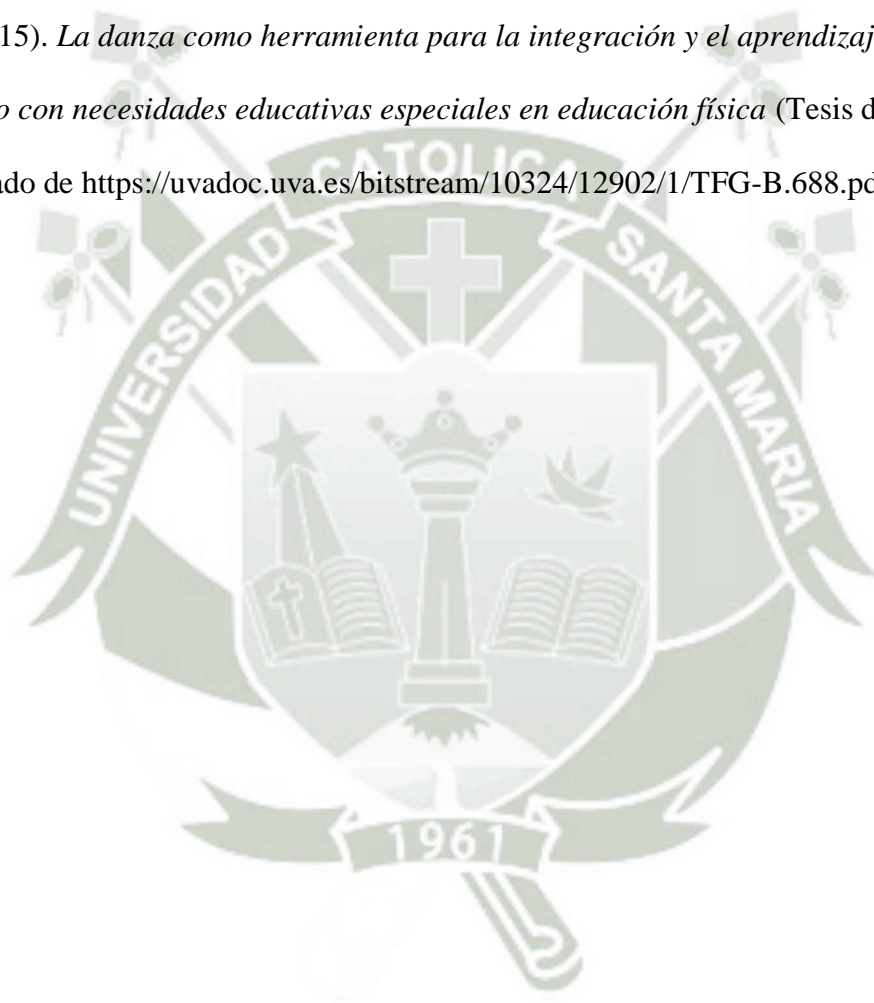 15). La danza como herramienta para la integración y el aprendizaj
o con necesidades educativas especiales en educación física (Tesis d
ado de https://uvadoc.uva.es/bitstream/10324/12902/1/TFG-B.688.pd
UNIVERSIDAD CATOLICA SANTA MARIA
1961